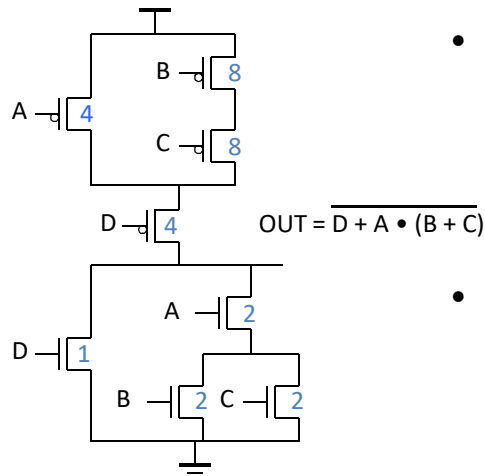 B 8
A 4
C 8
D 4
OUT = D + A • (B + C)
A 2
D 1
B 2 C 2